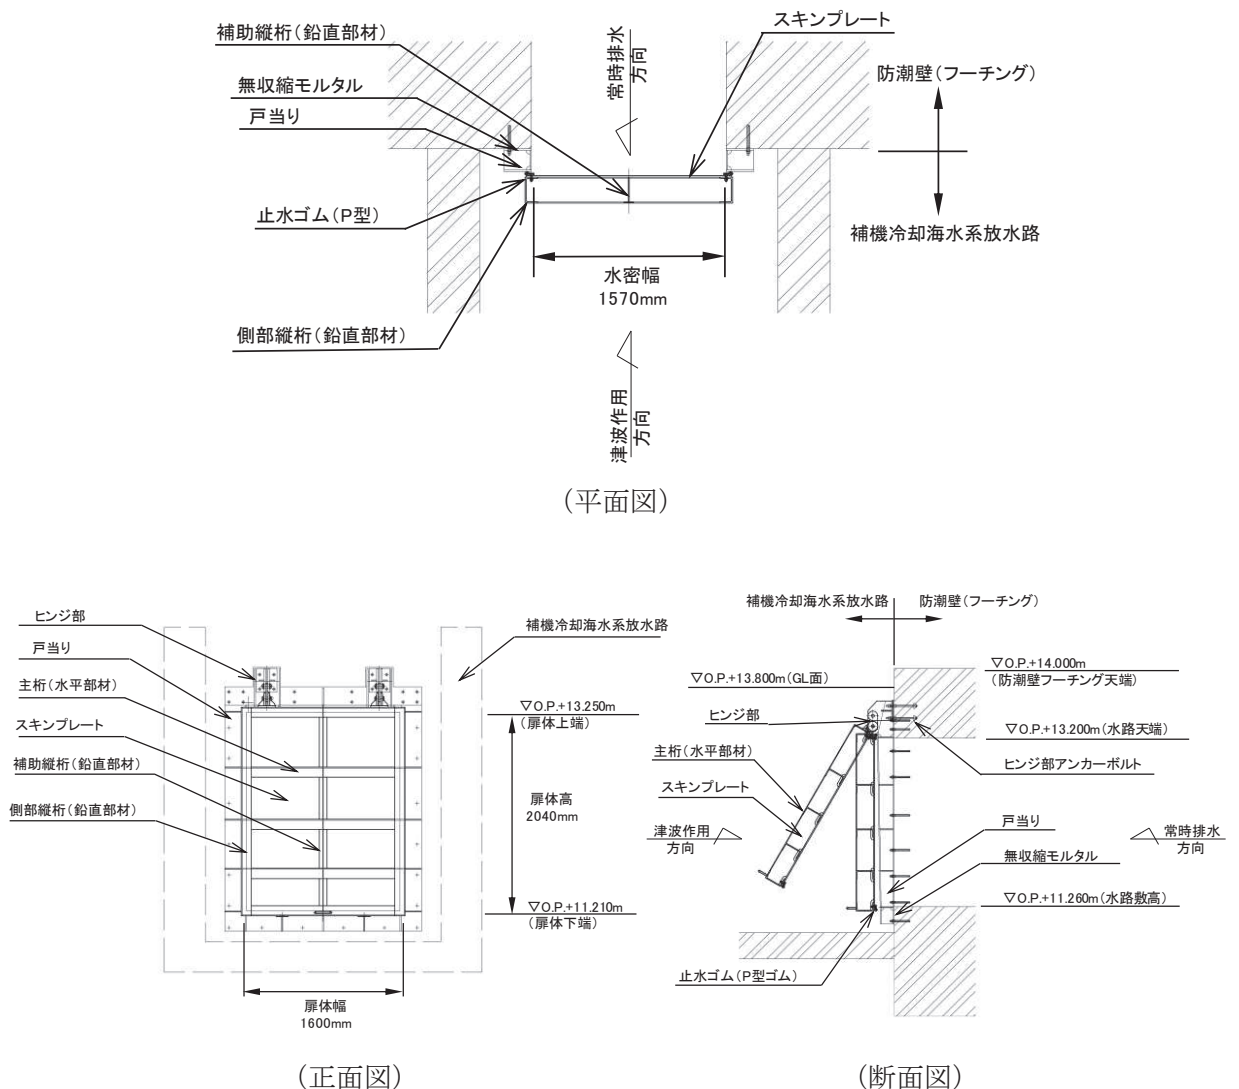 補助縦桁(鉛直部材)
スキンプレート
常時排水
方向
防潮壁(フーチング)
無収縮モルタル
戸当り
止水ゴム(P型)
補機冷却海水系放水路
水密幅
1570mm
側部縦桁(鉛直部材)
津波作用
方向
(平面図)
ヒンジ部
戸当り
主桁(水平部材)
スキンプレート
補助縦桁(鉛直部材)
側部縦桁(鉛直部材)
補機冷却海水系放水路
▽O.P.+13.250m
(扉体上端)
扉体高
2040mm
▽O.P.+11.210m
(扉体下端)
扉体幅
1600mm
(正面図)
補機冷却海水系放水路
防潮壁(フーチング)
▽O.P.+14.000m
(防潮壁フーチング天端)
▽O.P.+13.800m(GL面)
ヒンジ部
▽O.P.+13.200m(水路天端)
主桁(水平部材)
ヒンジ部アンカーボルト
スキンプレート
戸当り
津波作用
方向
常時排水
方向
無収縮モルタル
▽O.P.+11.260m(水路敷高)
止水ゴム(P型ゴム)
(断面図)